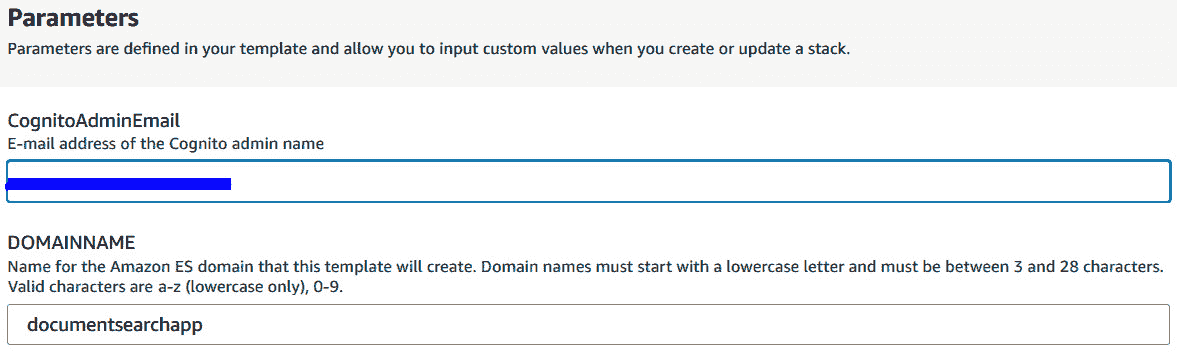 Parameters
Parameters are defined in your template and allow you to input custom values when you create or update a stack.
CognitoAdminEmail
E-mail address of the Cognito admin name
DOMAINNAME
Name for the Amazon ES domain that this template will create. Domain names must start with a lowercase letter and must be between 3 and 28 characters.
Valid characters are a-z (lowercase only), 0-9.
documentsearchapp